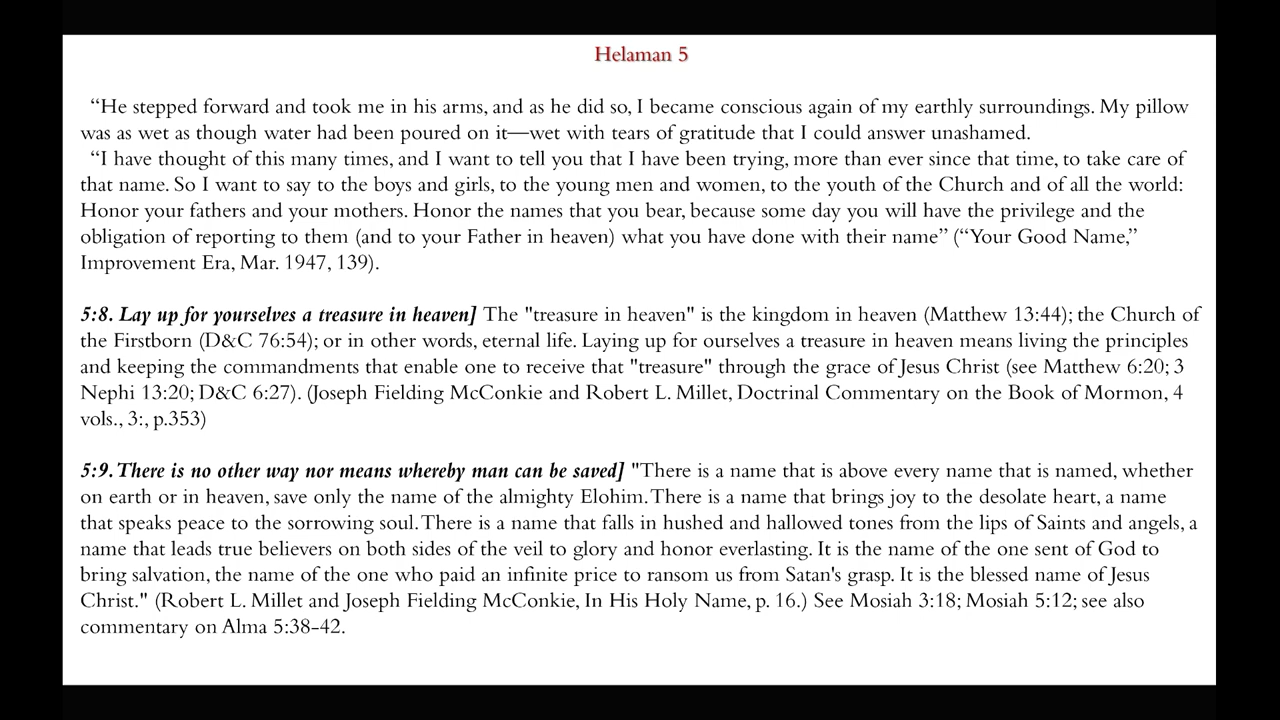 Helaman 5
“He stepped forward and took me in his arms, and as he did so, I became conscious again of my earthly surroundings. My pillow
was as wet as though water had been poured on it—wet with tears of gratitude that I could answer unashamed.
“I have thought of this many times, and I want to tell you that I have been trying, more than ever since that time, to take care of
that name. So I want to say to the boys and girls, to the young men and women, to the youth of the Church and of all the world:
Honor your fathers and your mothers. Honor the names that you bear, because some day you will have the privilege and the
obligation of reporting to them (and to your Father in heaven) what you have done with their name” (“Your Good Name,”
Improvement Era, Mar. 1947, 139).
5:8. Lay up for yourselves a treasure in heaven] The "treasure in heaven" is the kingdom in heaven (Matthew 13:44); the Church of
the Firstborn (D&C 76:54); or in other words, eternal life. Laying up for ourselves a treasure in heaven means living the principles
and keeping the commandments that enable one to receive that "treasure" through the grace of Jesus Christ (see Matthew 6:20; 3
Nephi 13:20; D&C 6:27). (Joseph Fielding McConkie and Robert L. Millet, Doctrinal Commentary on the Book of Mormon, 4
vols., 3:, p.353)
5:9. There is no other way nor means whereby man can be saved] "There is a name that is above every name that is named, whether
on earth or in heaven, save only the name of the almighty Elohim. There is a name that brings joy to the desolate heart, a name
that speaks peace to the sorrowing soul. There is a name that falls in hushed and hallowed tones from the lips of Saints and angels, a
name that leads true believers on both sides of the veil to glory and honor everlasting. It is the name of the one sent of God to
bring salvation, the name of the one who paid an infinite price to ransom us from Satan's grasp. It is the blessed name of Jesus
Christ." (Robert L. Millet and Joseph Fielding McConkie, In His Holy Name, p. 16.) See Mosiah 3:18; Mosiah 5:12; see also
commentary on Alma 5:38-42.